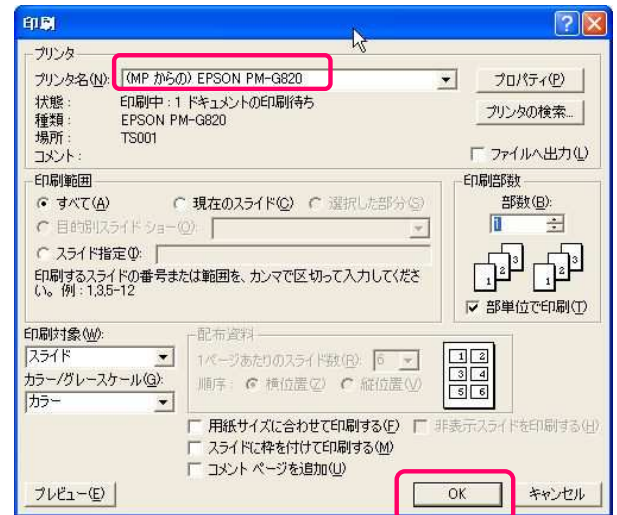 印刷
プリンタ
プリンタ名(N): (MP からの) EPSON PM-G820
プロパティ(P)
状態： 印刷中：1 ドキュメントの印刷待ち
種類： EPSON PM-G820
プリンタの検索...
場所： TS001
コメント：
ファイルへ出力(L)
印刷範囲
すべて(A) 現在のスライド(C) 選択した部分(S)
目的別スライド ショー(O):
スライド指定(I):
印刷するスライドの番号または範囲を、カンマで区切って入力してくださ
い。例：1,3,5-12
印刷部数
部数(B):
1
1 2 3 1 2 3
部単位で印刷(T)
印刷対象(W):
スライド
カラー/グレースケール(G):
カラー
配布資料
1ページあたりのスライド数(R): 6
順序： 横位置(Z) 縦位置(V)
1 2
3 4
5 6
用紙サイズに合わせて印刷する(F) 非表示スライドを印刷する(H)
スライドに枠を付けて印刷する(M)
コメント ページを追加(U)
プレビュー(E) OK キャンセル